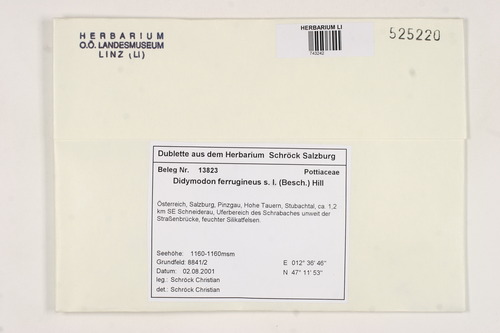 HERBARIUM
O.Ö. LANDESMUSEUM
LINZ (LI)
HERBARIUM LI
743242
525220
Dublette aus dem Herbarium Schröck Salzburg
Beleg Nr. 13823 Pottiaceae
Didymodon ferrugineus s. l. (Besch.) Hill
Österreich, Salzburg, Pinzgau, Hohe Tauern, Stubachtal, ca. 1,2
km SE Schneiderau, Uferbereich des Schrabaches unweit der
Straßenbrücke, feuchter Silikatfelsen.
Seehöhe: 1160-1160msm
Grundfeld: 8841/2 E 012° 36' 46"
Datum: 02.08.2001 N 47° 11' 53"
leg.: Schröck Christian
det.: Schröck Christian